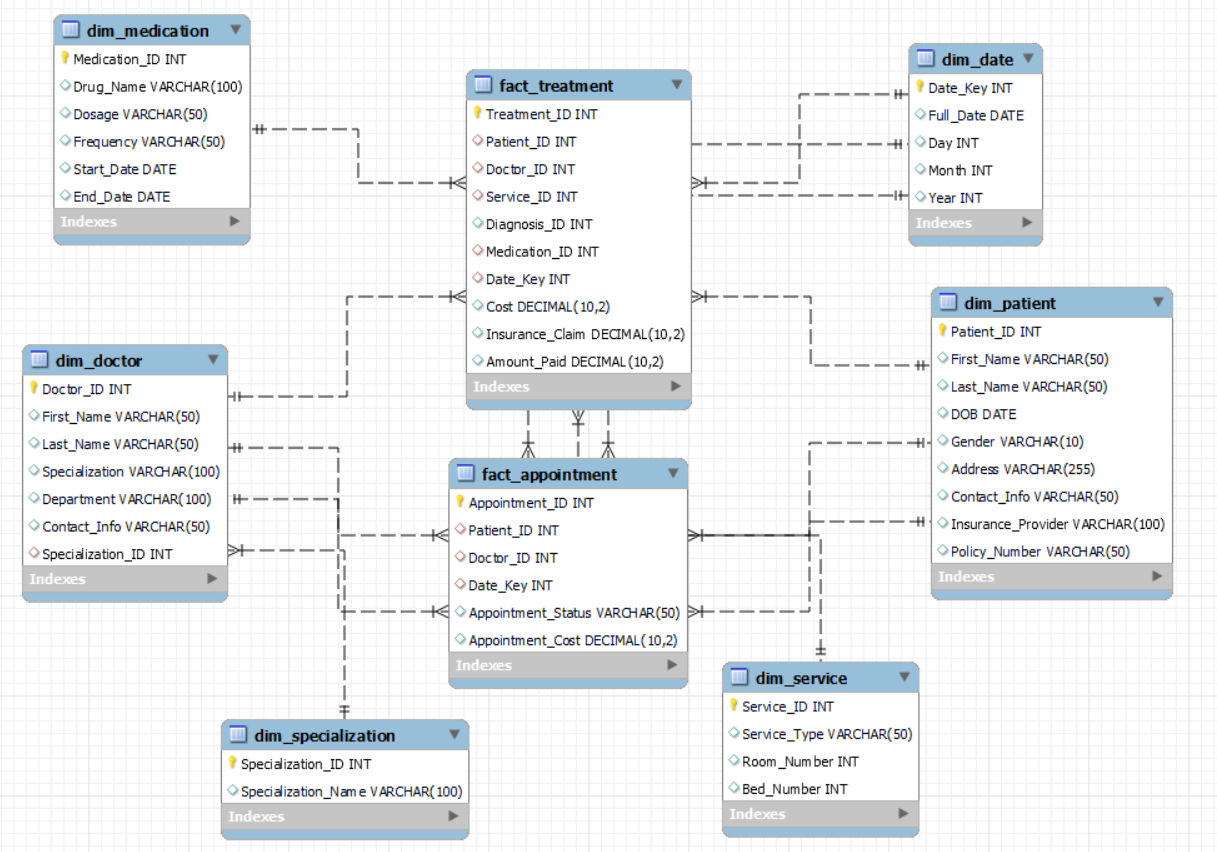 dim_medication
Medication_ID INT
Drug_Name VARCHAR(100)
Dosage VARCHAR(50)
Frequency VARCHAR(50)
Start_Date DATE
End_Date DATE
Indexes
fact_treatment
Treatment_ID INT
Patient_ID INT
Doctor_ID INT
Service_ID INT
Diagnosis_ID INT
Medication_ID INT
Date_Key INT
Cost DECIMAL(10,2)
Insurance_Claim DECIMAL(10,2)
Amount_Paid DECIMAL(10,2)
Indexes
dim_date
Date_Key INT
Full_Date DATE
Day INT
Month INT
Year INT
Indexes
dim_patient
Patient_ID INT
First_Name VARCHAR(50)
Last_Name VARCHAR(50)
DOB DATE
Gender VARCHAR(10)
Address VARCHAR(255)
Contact_Info VARCHAR(50)
Insurance_Provider VARCHAR(100)
Policy_Number VARCHAR(50)
Indexes
dim_doctor
Doctor_ID INT
First_Name VARCHAR(50)
Last_Name VARCHAR(50)
Specialization VARCHAR(100)
Department VARCHAR(100)
Contact_Info VARCHAR(50)
Specialization_ID INT
Indexes
fact_appointment
Appointment_ID INT
Patient_ID INT
Doctor_ID INT
Date_Key INT
Appointment_Status VARCHAR(50)
Appointment_Cost DECIMAL(10,2)
Indexes
dim_specialization
Specialization_ID INT
Specialization_Name VARCHAR(100)
Indexes
dim_service
Service_ID INT
Service_Type VARCHAR(50)
Room_Number INT
Bed_Number INT
Indexes